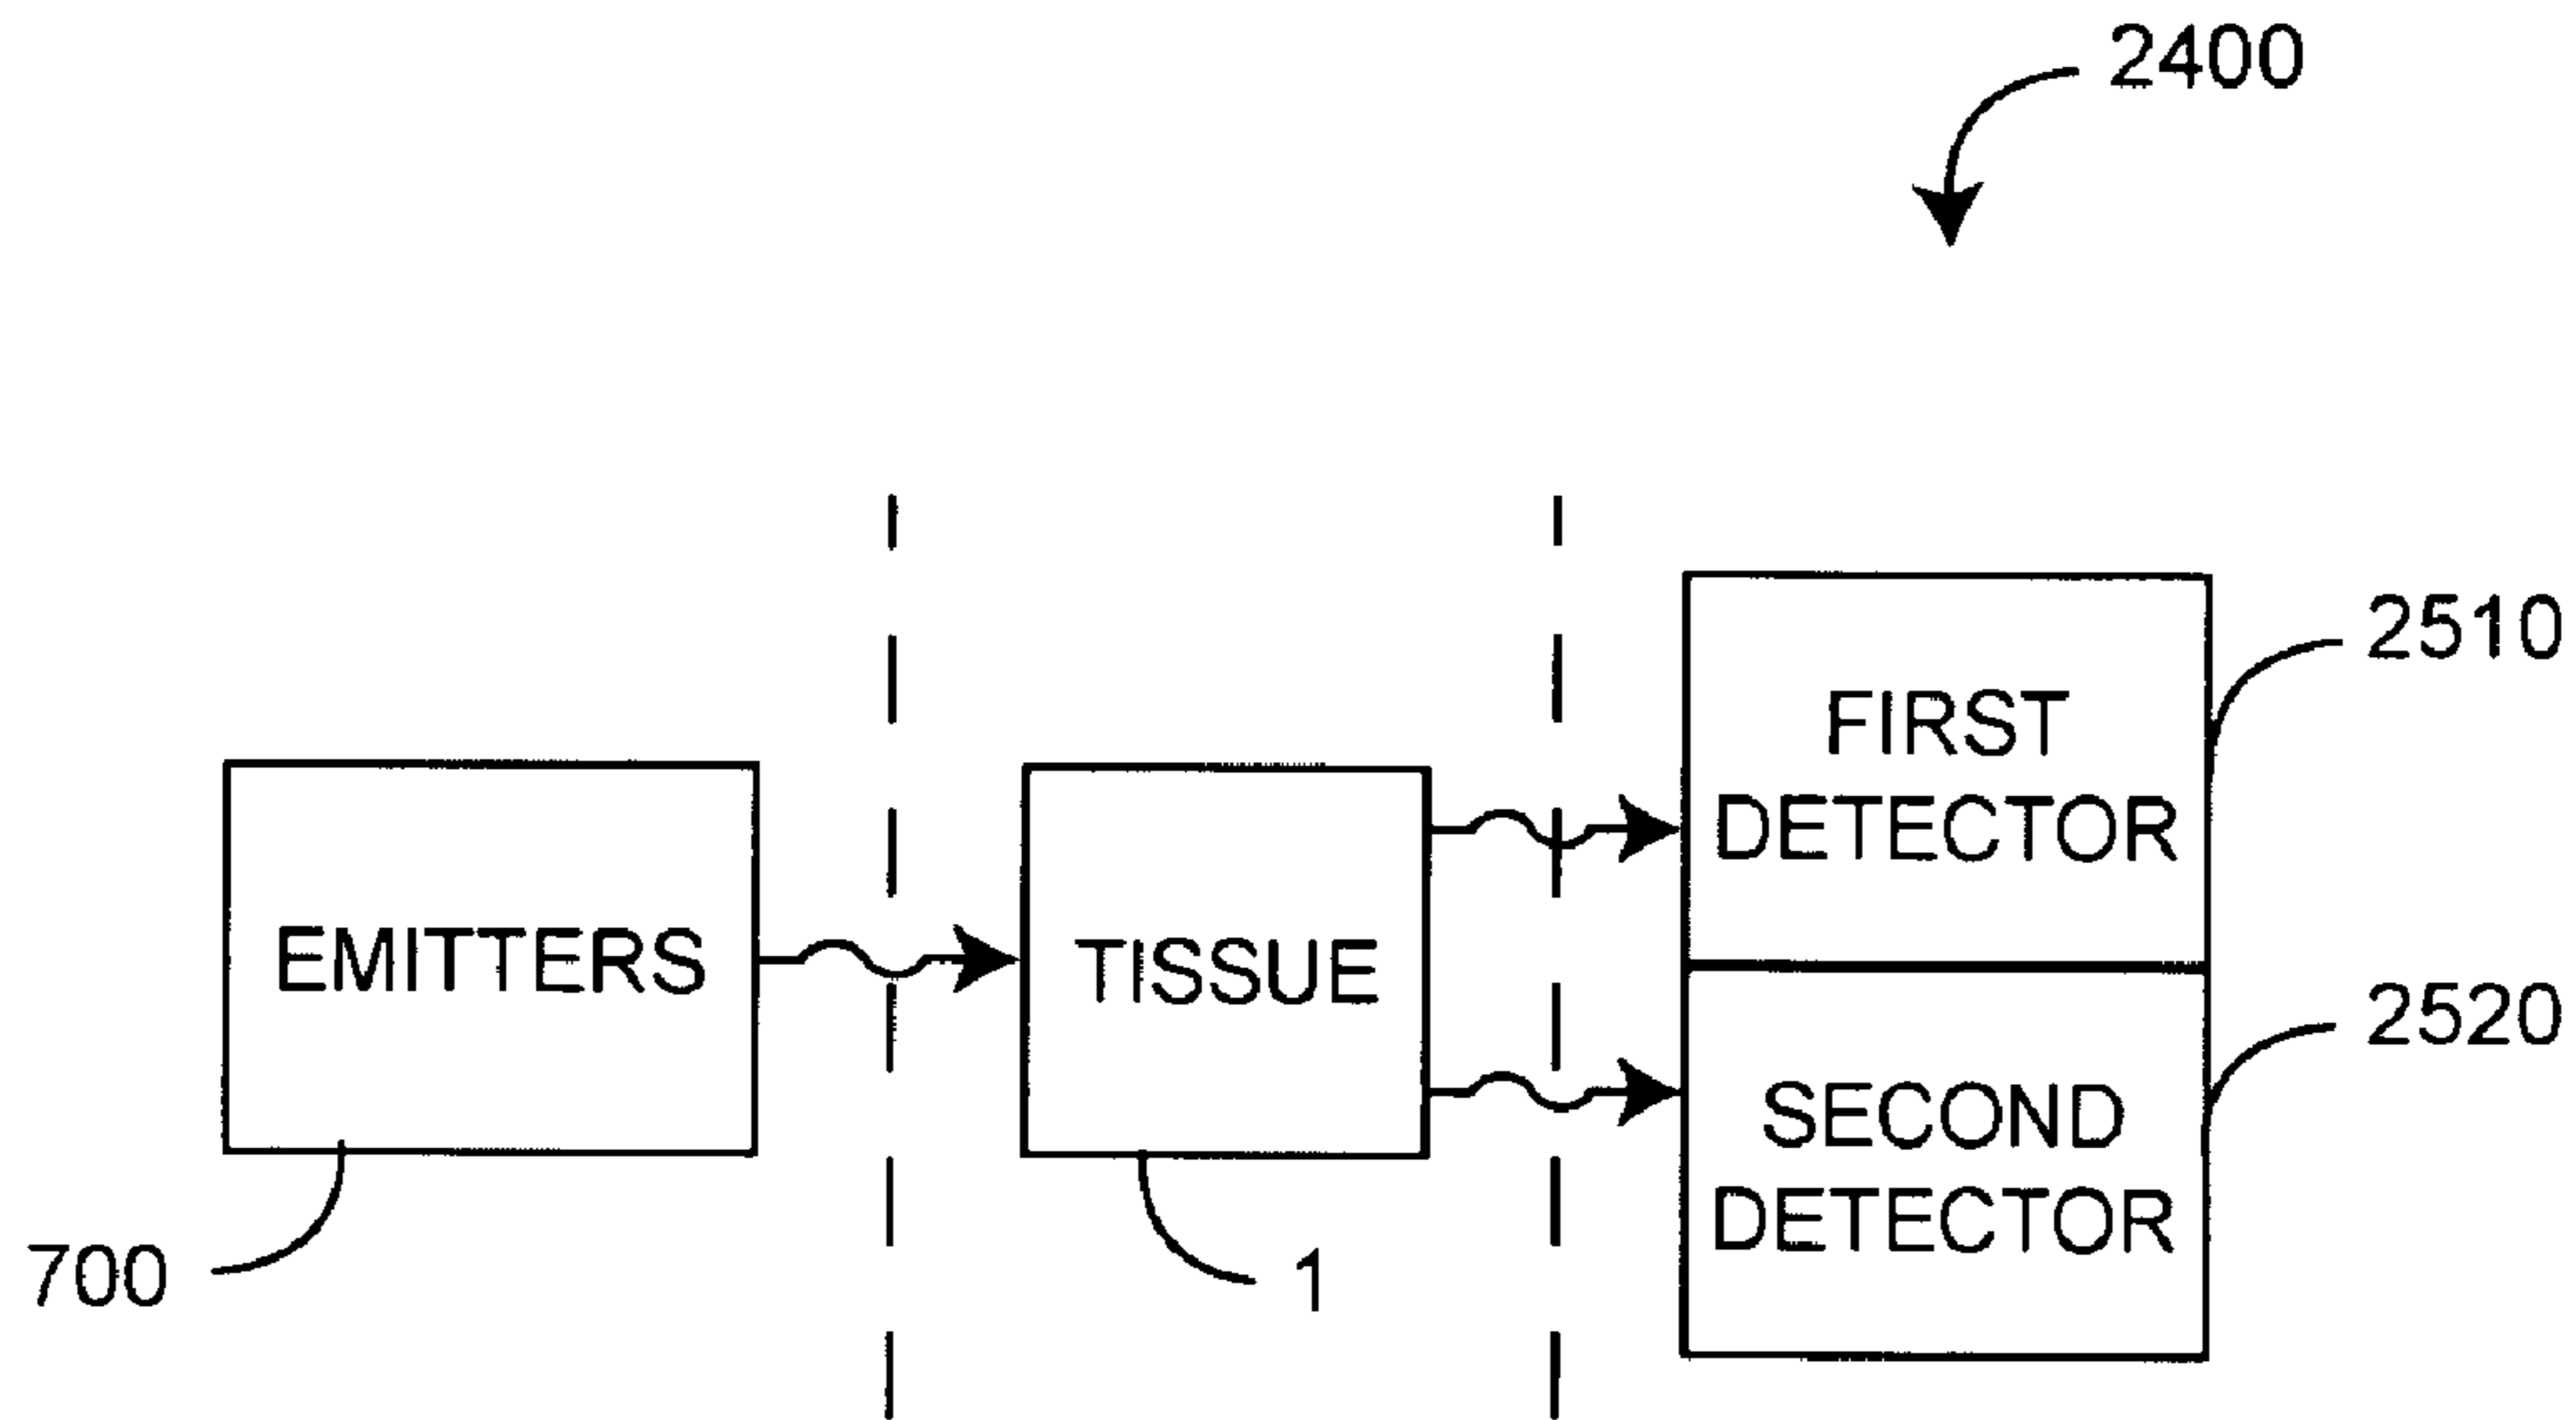 2400
2510
FIRST
DETECTOR
EMITTERS
TISSUE
2520
SECOND
DETECTOR
700
1